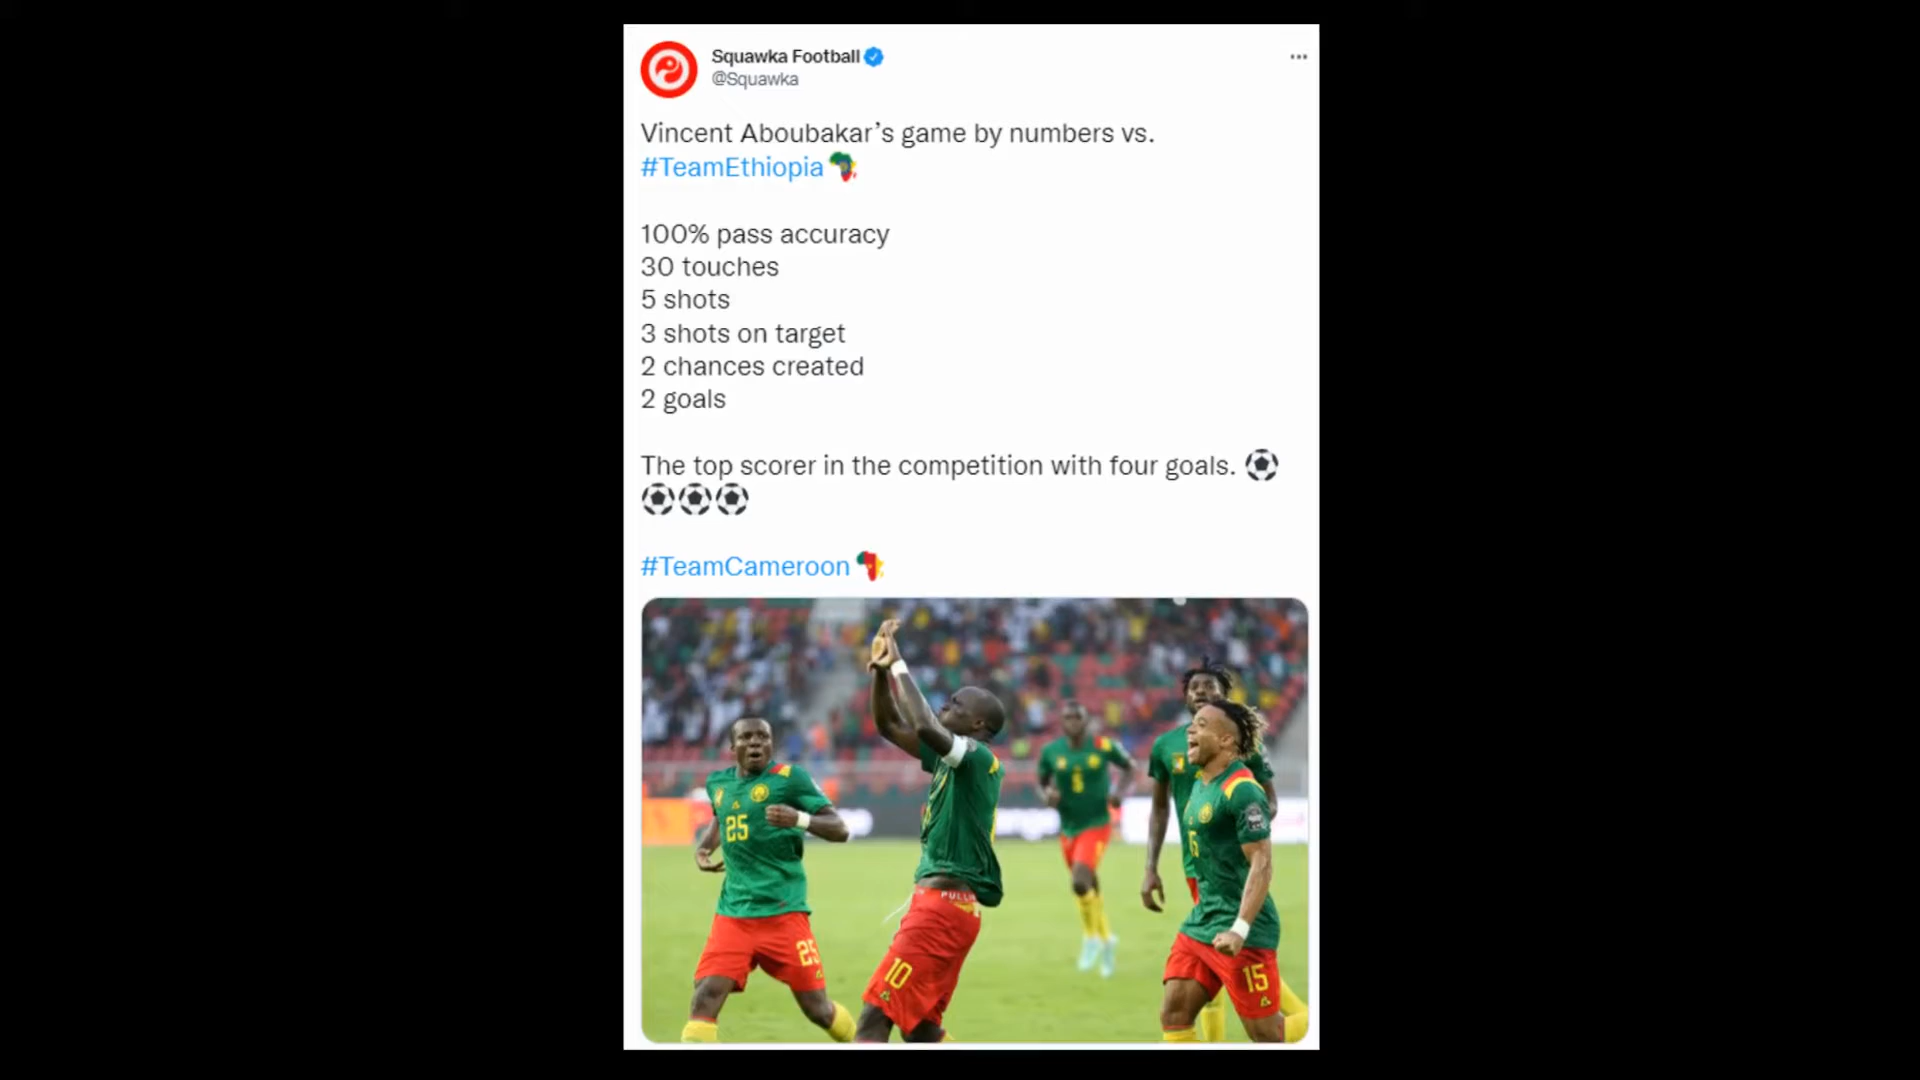 Squawka Football
@Squawka
Vincent Aboubakar’s game by numbers vs.
#TeamEthiopia
100% pass accuracy
30 touches
5 shots
3 shots on target
2 chances created
2 goals
The top scorer in the competition with four goals. ⚽
⚽⚽⚽
#TeamCameroon
25
5
25
10
15